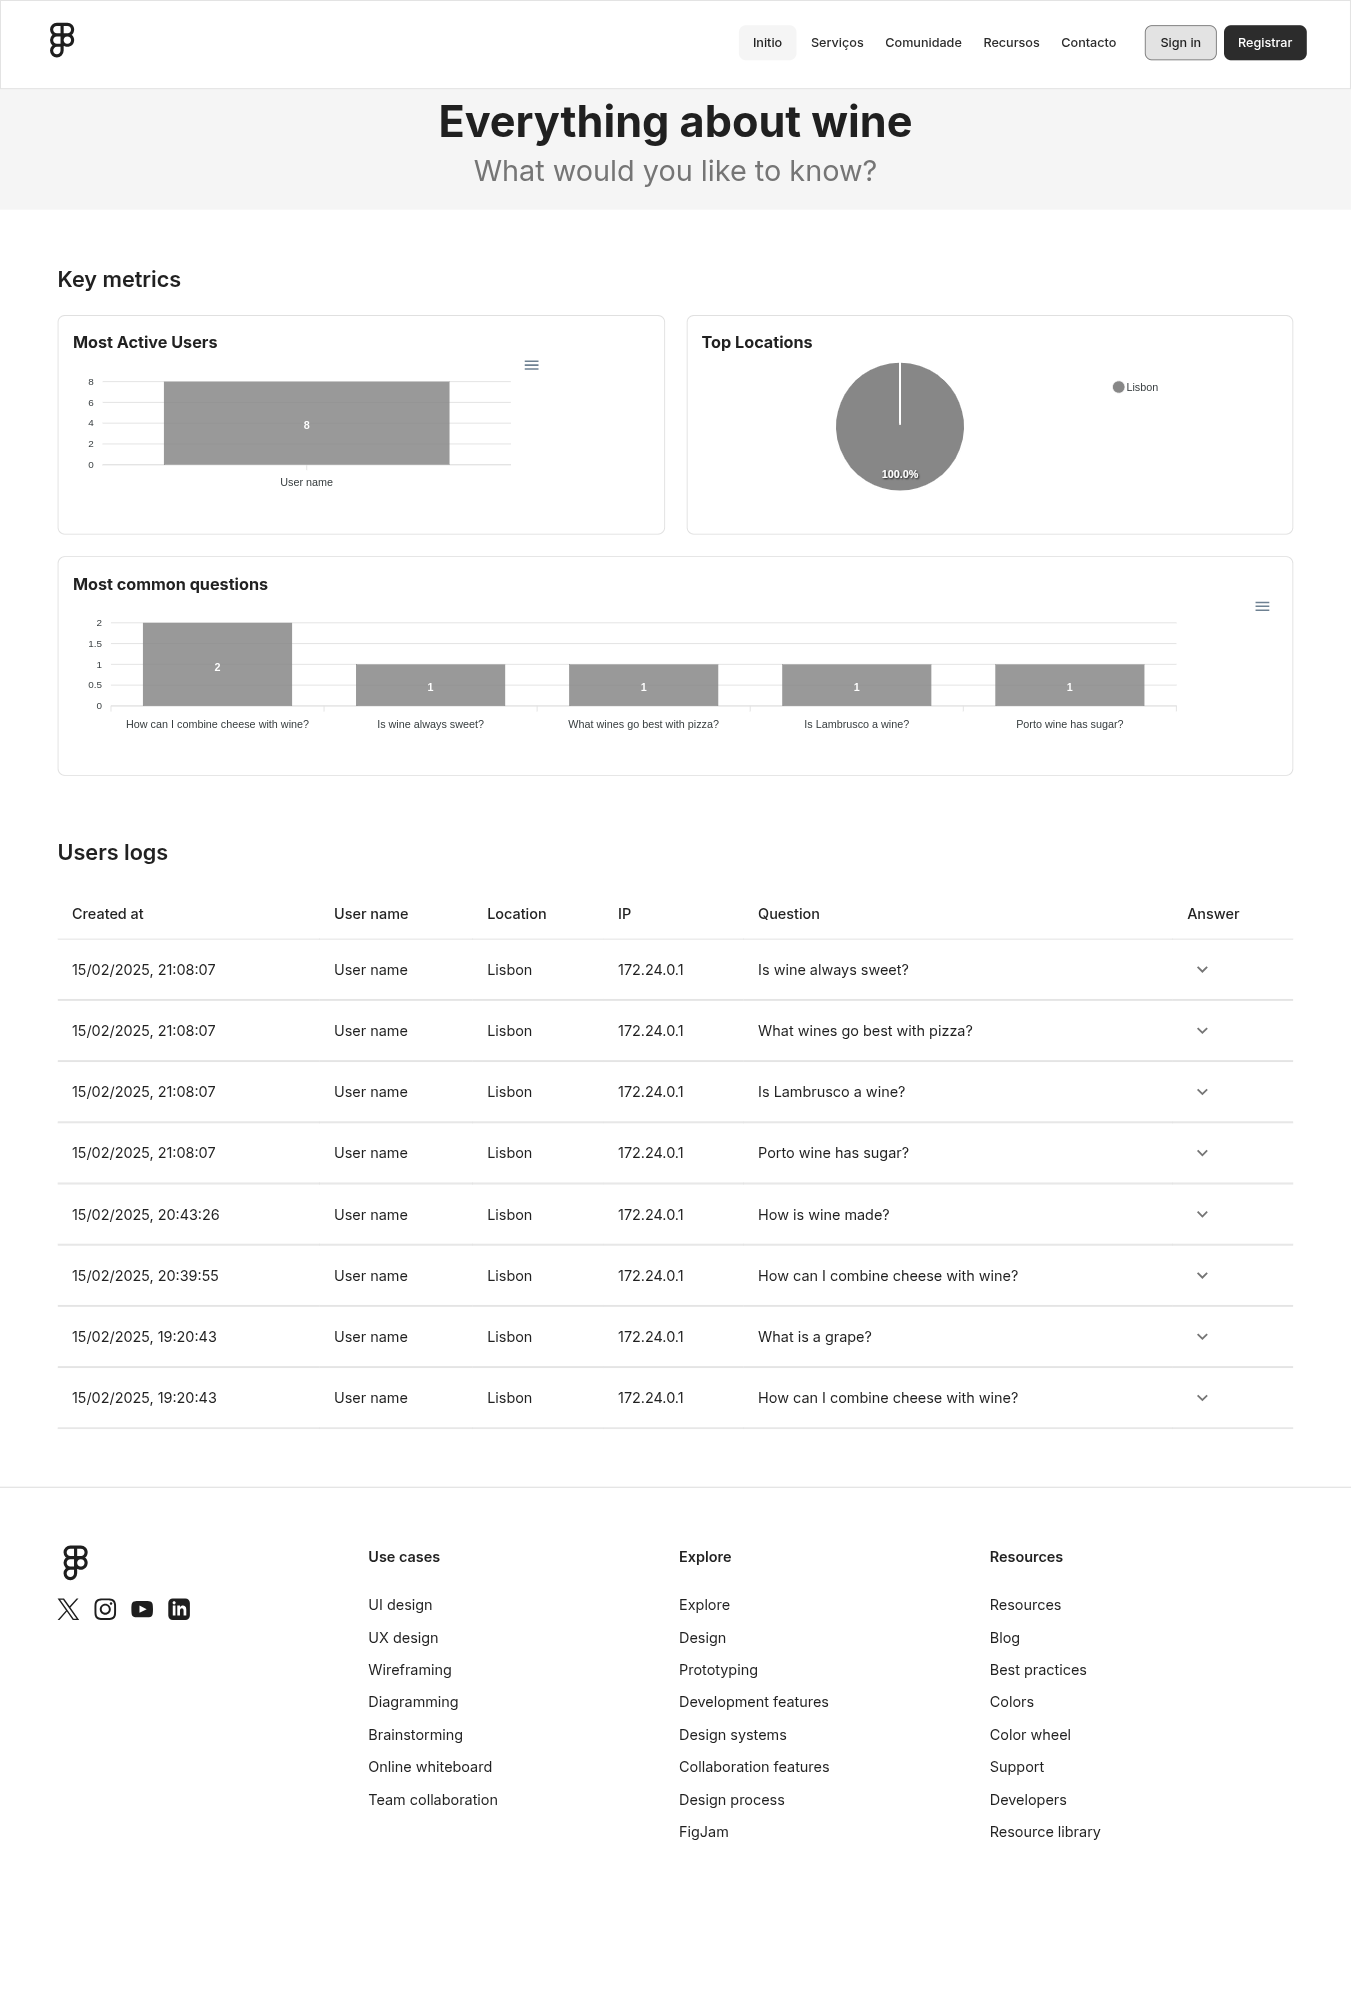 Initio
Serviços
Comunidade
Recursos
Contacto
Sign in
Registrar
Everything about wine
What would you like to know?
Key metrics
Most Active Users
8
6
4
2
0
8
User name
Top Locations
100.0%
Lisbon
Most common questions
2
1.5
1
0.5
0
2
1
1
1
1
How can I combine cheese with wine?
Is wine always sweet?
What wines go best with pizza?
Is Lambrusco a wine?
Porto wine has sugar?
Users logs
Created at User name Location IP Question Answer
15/02/2025, 21:08:07 User name Lisbon 172.24.0.1 Is wine always sweet?
15/02/2025, 21:08:07 User name Lisbon 172.24.0.1 What wines go best with pizza?
15/02/2025, 21:08:07 User name Lisbon 172.24.0.1 Is Lambrusco a wine?
15/02/2025, 21:08:07 User name Lisbon 172.24.0.1 Porto wine has sugar?
15/02/2025, 20:43:26 User name Lisbon 172.24.0.1 How is wine made?
15/02/2025, 20:39:55 User name Lisbon 172.24.0.1 How can I combine cheese with wine?
15/02/2025, 19:20:43 User name Lisbon 172.24.0.1 What is a grape?
15/02/2025, 19:20:43 User name Lisbon 172.24.0.1 How can I combine cheese with wine?
Use cases
UI design
UX design
Wireframing
Diagramming
Brainstorming
Online whiteboard
Team collaboration
Explore
Explore
Design
Prototyping
Development features
Design systems
Collaboration features
Design process
FigJam
Resources
Resources
Blog
Best practices
Colors
Color wheel
Support
Developers
Resource library